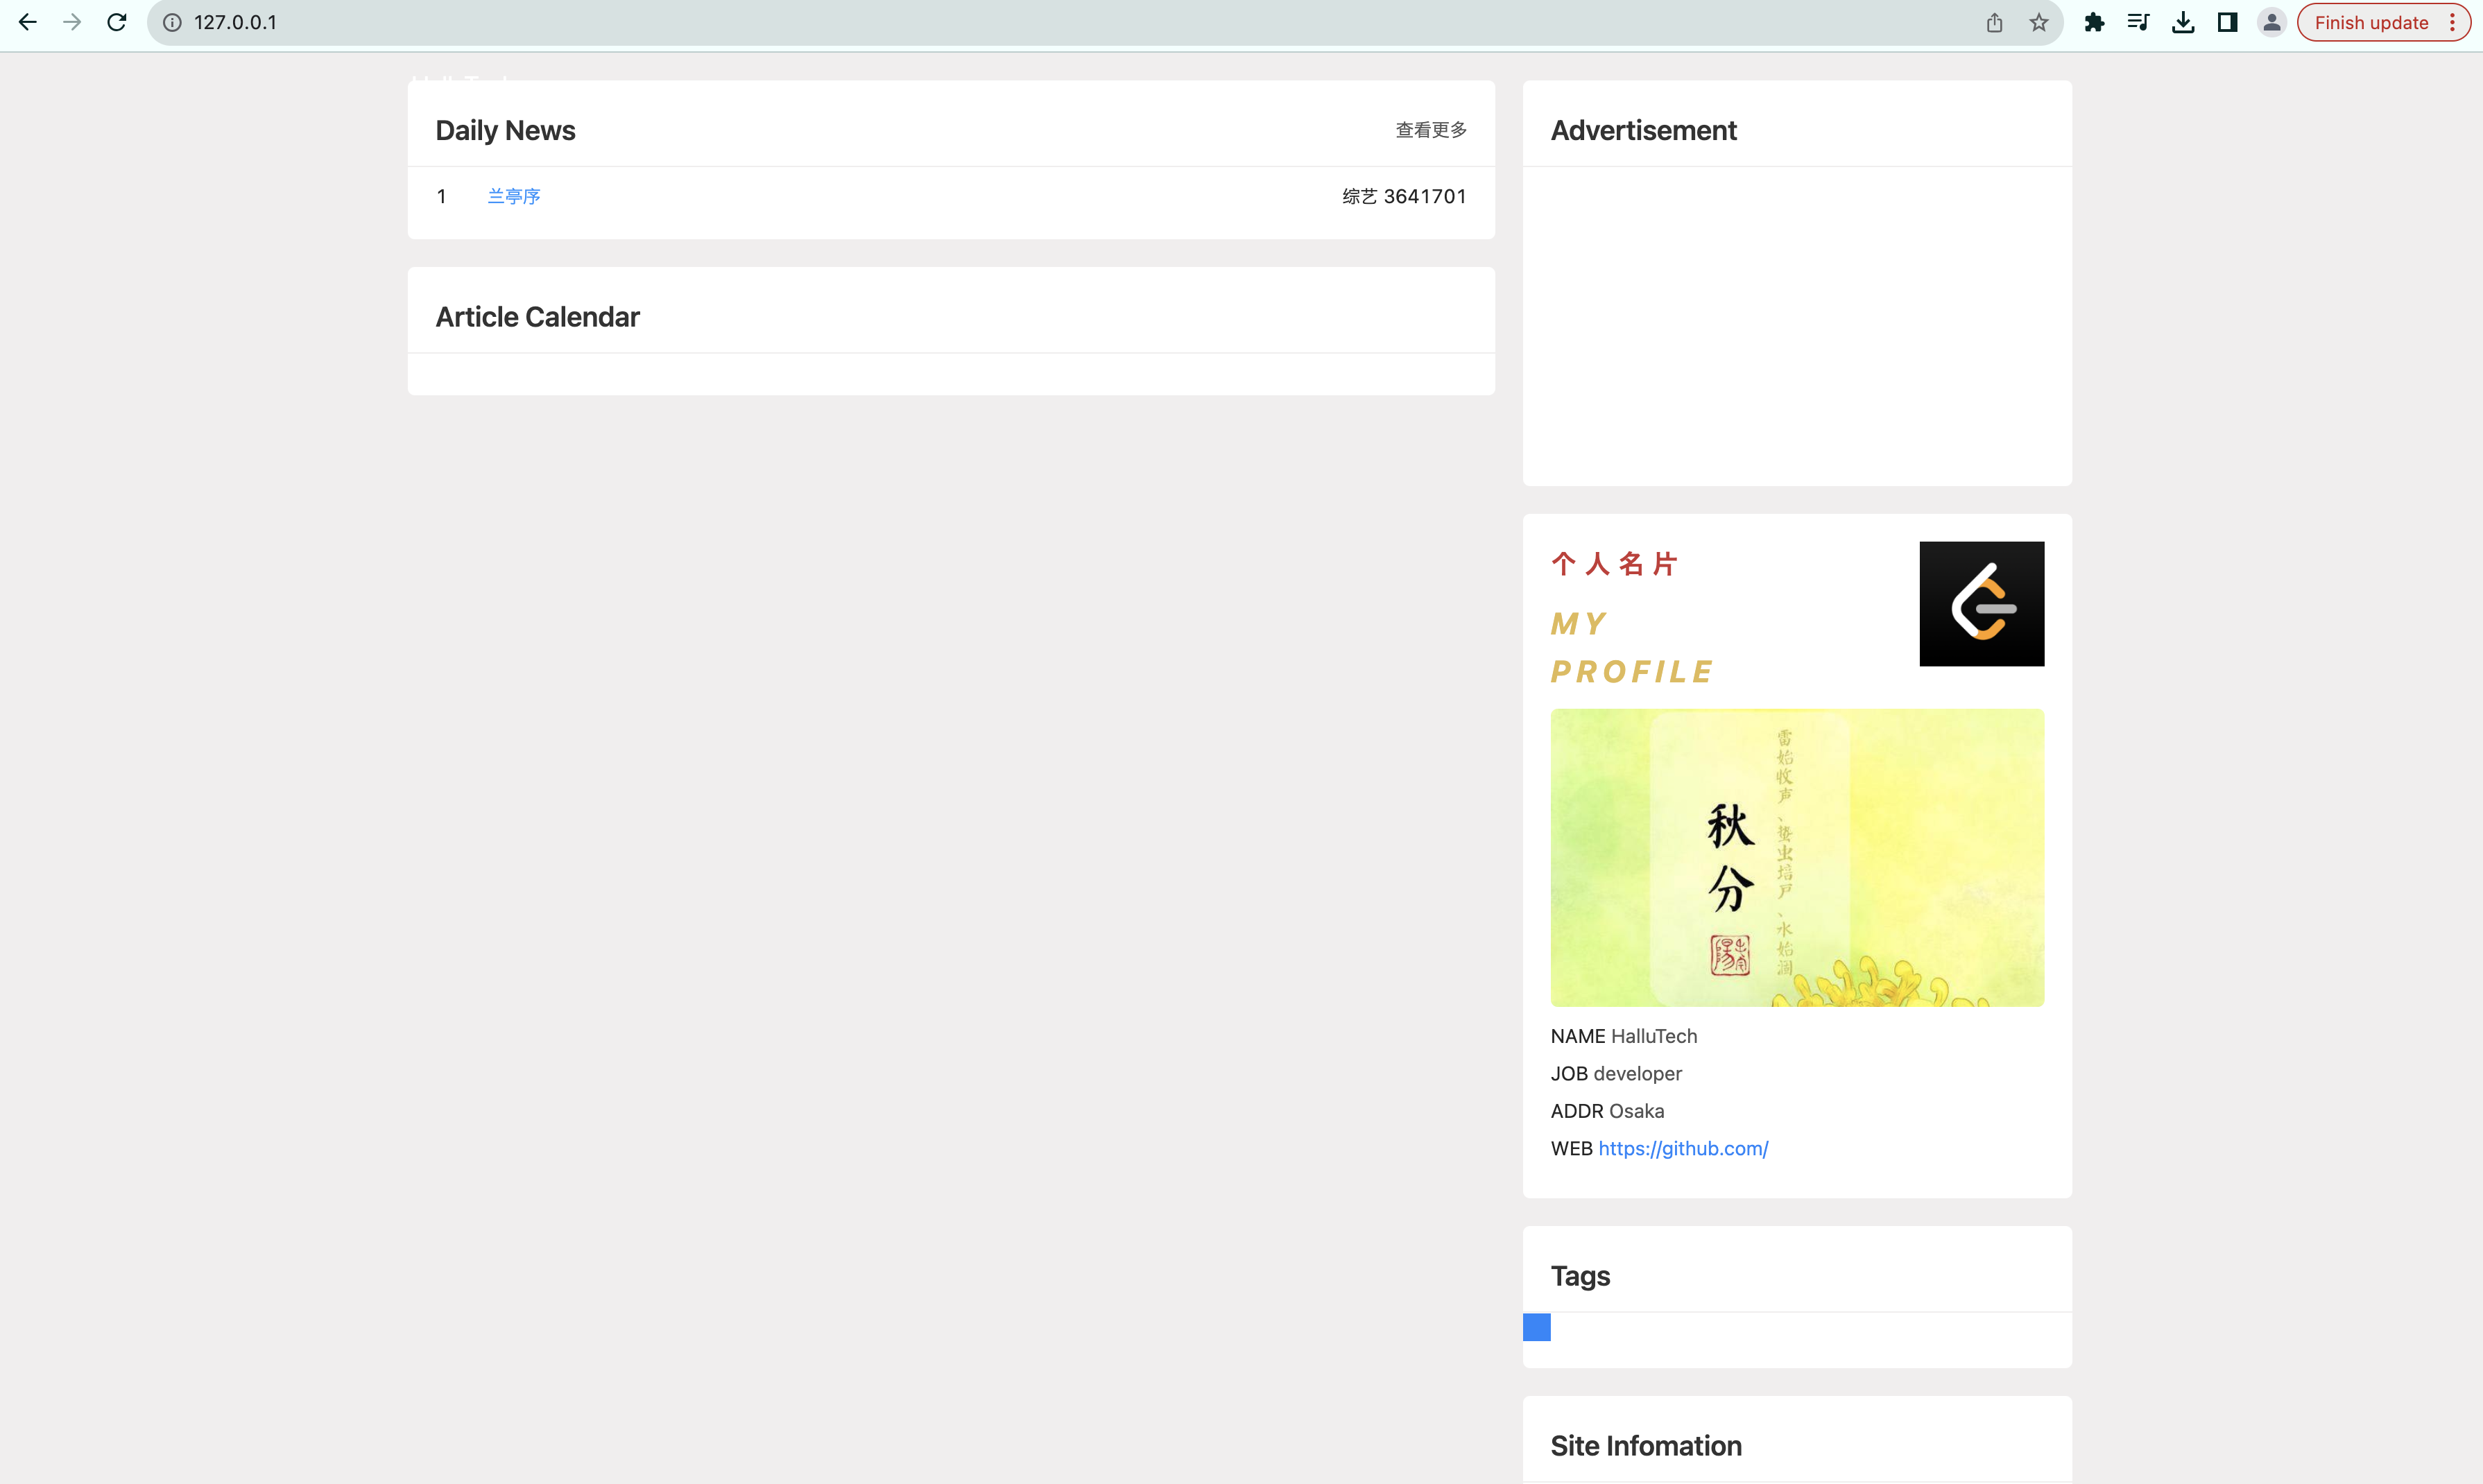 127.0.0.1
Finish update
Daily News
查看更多
1 兰亭序 综艺 3641701
Article Calendar
Advertisement
个人名片
MY
PROFILE
雷始收声、蛰虫培戸、水始涸
秋分
NAME HalluTech
JOB developer
ADDR Osaka
WEB https://github.com/
Tags
Site Infomation